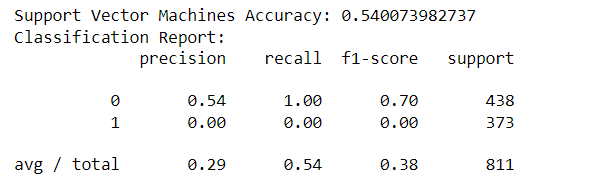 Support Vector Machines Accuracy: 0.540073982737
Classification Report:
precision recall f1-score support
0 0.54 1.00 0.70 438
1 0.00 0.00 0.00 373
avg / total 0.29 0.54 0.38 811